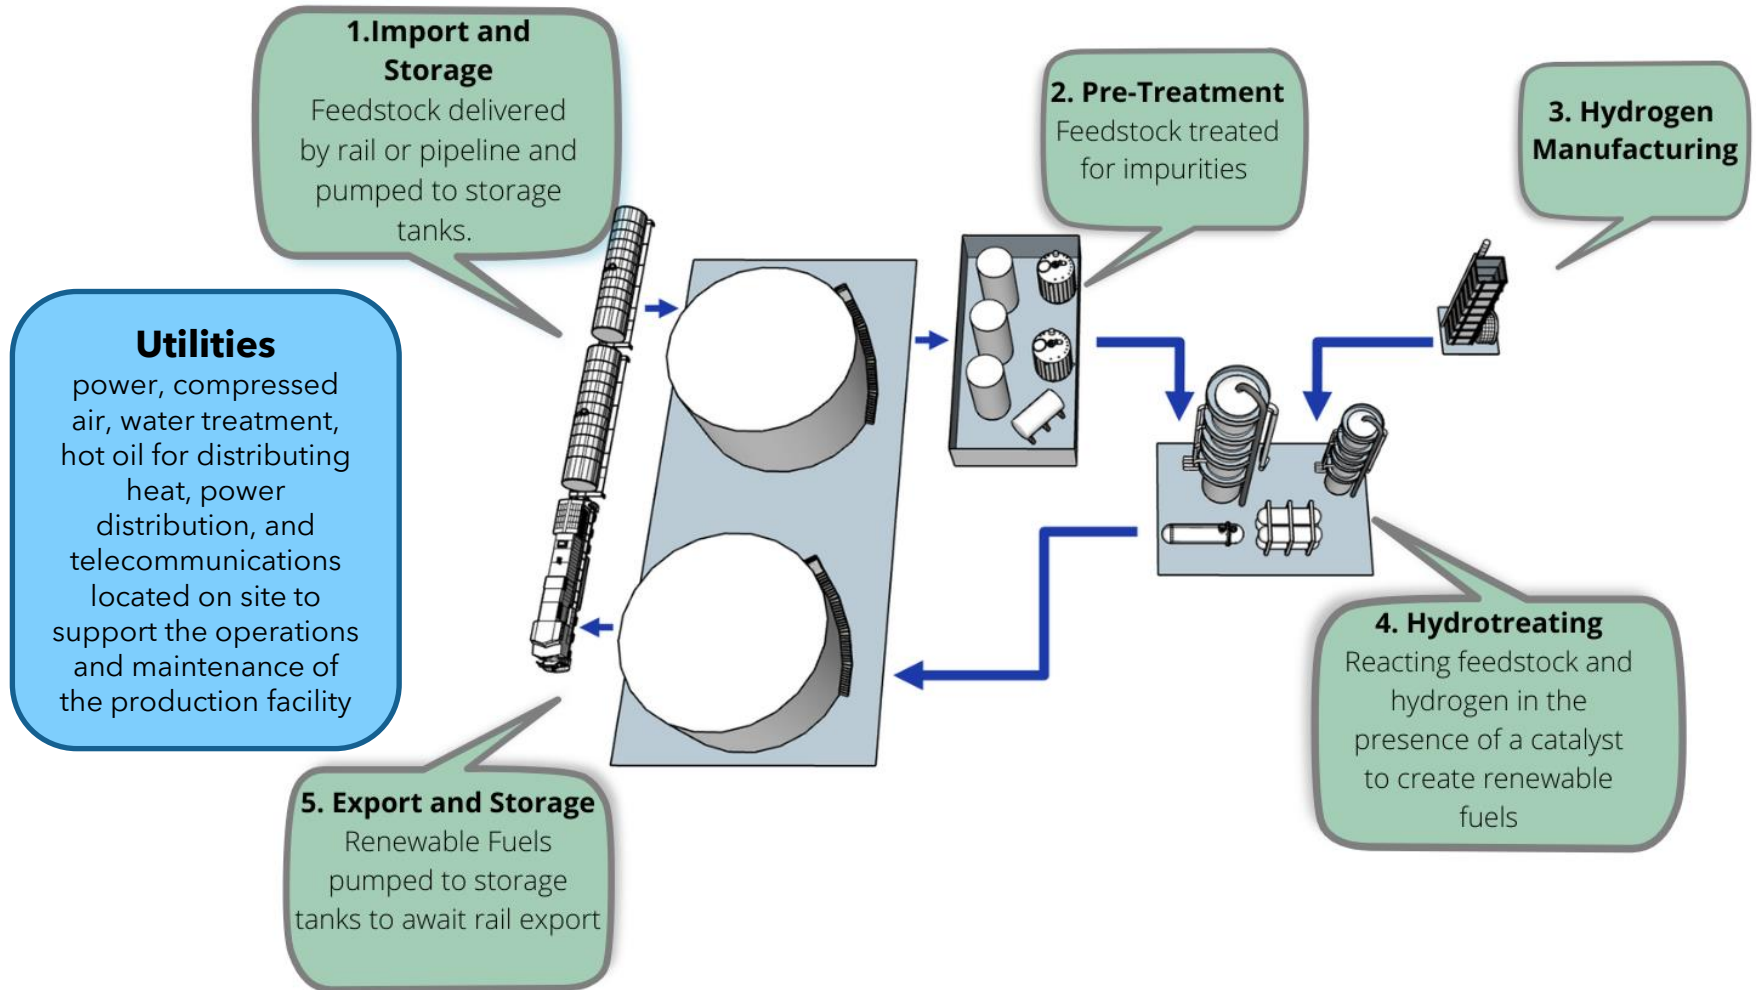 1.Import and
Storage
Feedstock delivered
by rail or pipeline and
pumped to storage
tanks.
2. Pre-Treatment
Feedstock treated
for impurities
3. Hydrogen
Manufacturing
Utilities
power, compressed
air, water treatment,
hot oil for distributing
heat, power
distribution, and
telecommunications
located on site to
support the operations
and maintenance of
the production facility
4. Hydrotreating
Reacting feedstock and
hydrogen in the
presence of a catalyst
to create renewable
fuels
5. Export and Storage
Renewable Fuels
pumped to storage
tanks to await rail export